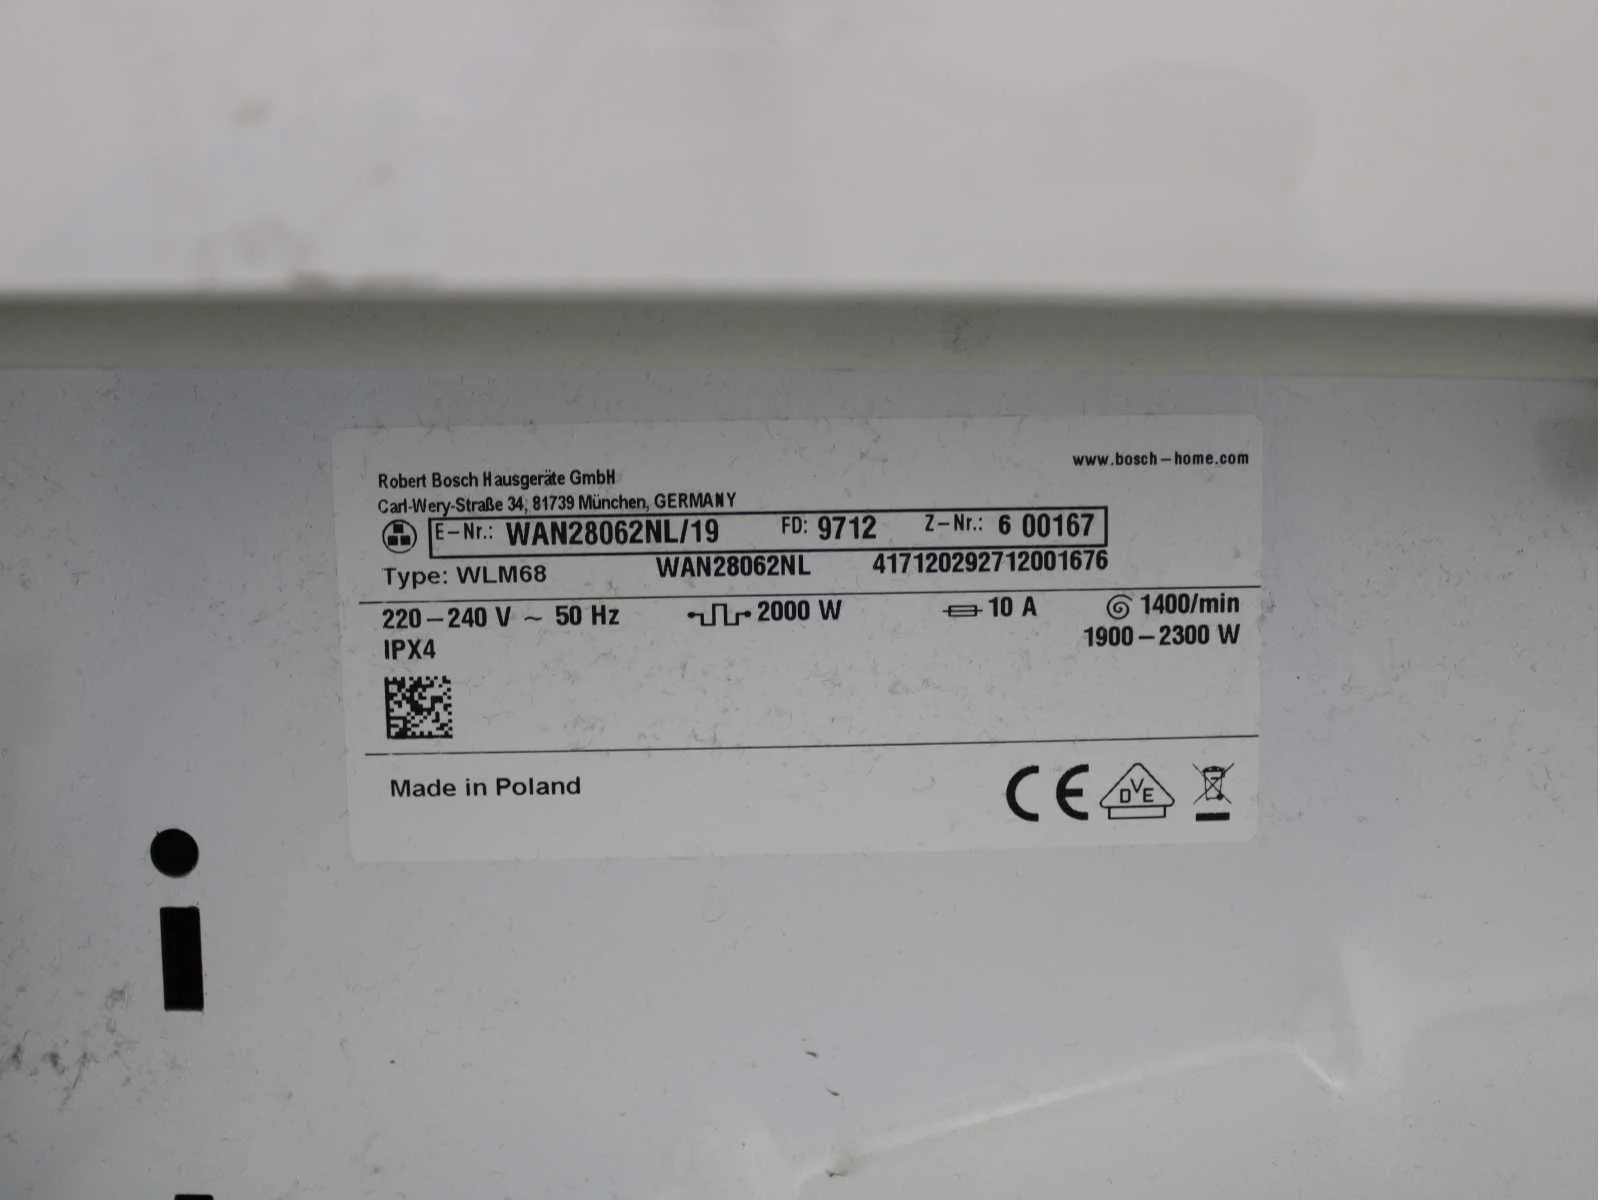 www.bosch-home.com
Robert Bosch Hausgeräte GmbH
Carl-Wery-Straße 34, 81739 München, GERMANY
E-Nr.: WAN28062NL/19 FD: 9712 Z-Nr.: 6 00167
Type: WLM68 WAN28062NL 417120292712001676
220-240 V ~ 50 Hz 2000 W 10 A 1400/min
IPX4 1900-2300 W
Made in Poland
CE DVE